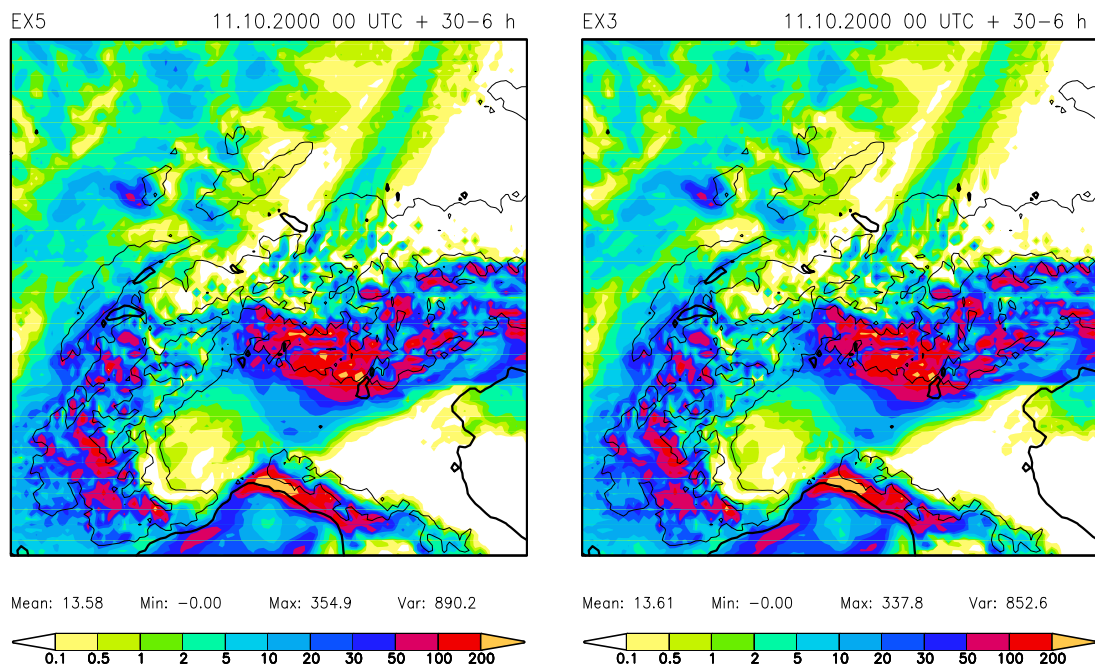 EX5 11.10.2000 00 UTC + 30−6 h
Mean: 13.58 Min: −0.00 Max: 354.9 Var: 890.2
0.1 0.5 1 2 5 10 20 30 50 100 200
EX3 11.10.2000 00 UTC + 30−6 h
Mean: 13.61 Min: −0.00 Max: 337.8 Var: 852.6
0.1 0.5 1 2 5 10 20 30 50 100 200